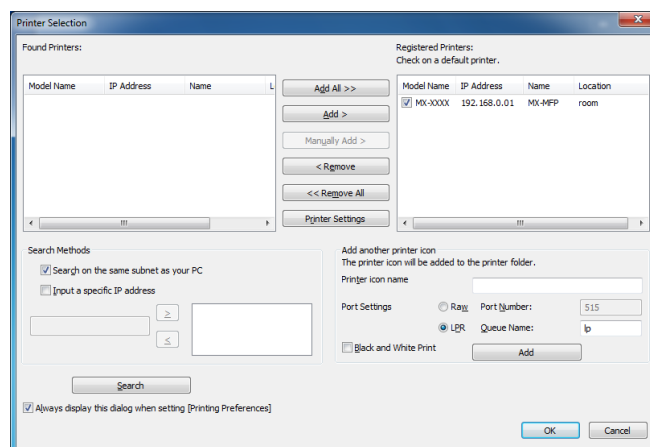 Printer Selection
Found Printers:
Model Name IP Address Name L
Add All >>
Add >
Manually Add >
< Remove
<< Remove All
Printer Settings
Registered Printers:
Check on a default printer.
Model Name IP Address Name Location
MX-XXXX 192.168.0.01 MX-MFP room
Search Methods
Search on the same subnet as your PC
Input a specific IP address
>
<
Search
Always display this dialog when setting [Printing Preferences]
Add another printer icon
The printer icon will be added to the printer folder.
Printer icon name
Port Settings Raw Port Number: 515
LPR Queue Name: lp
Black and White Print Add
OK Cancel